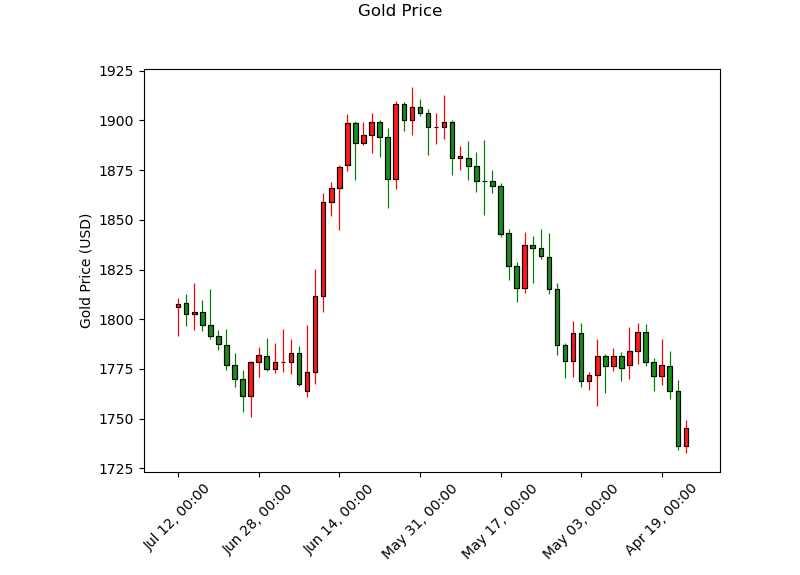 Gold Price
Gold Price (USD)
1925
1900
1875
1850
1825
1800
1775
1750
1725
Jul 12, 00:00
Jun 28, 00:00
Jun 14, 00:00
May 31, 00:00
May 17, 00:00
May 03, 00:00
Apr 19, 00:00